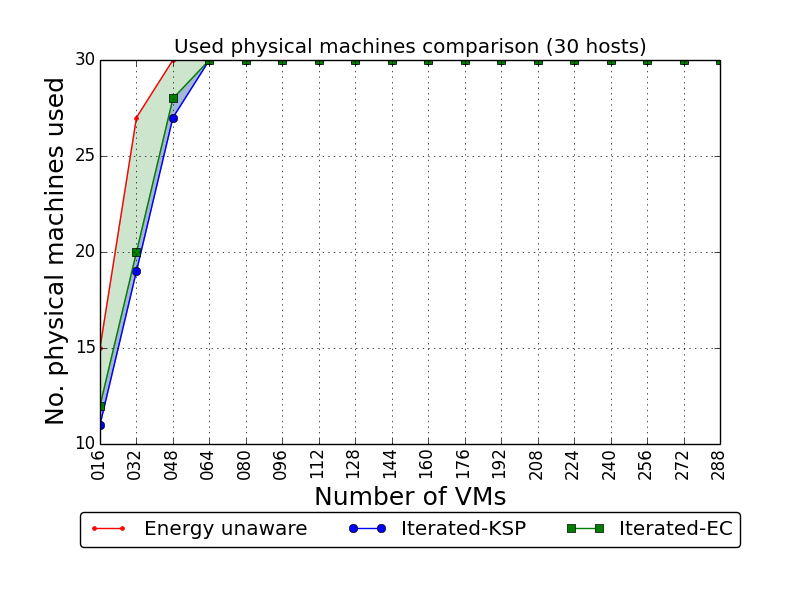 Used physical machines comparison (30 hosts)
No. physical machines used
30
25
20
15
10
016 032 048 064 080 096 112 128 144 160 176 192 208 224 240 256 272 288
Number of VMs
Energy unaware Iterated-KSP Iterated-EC